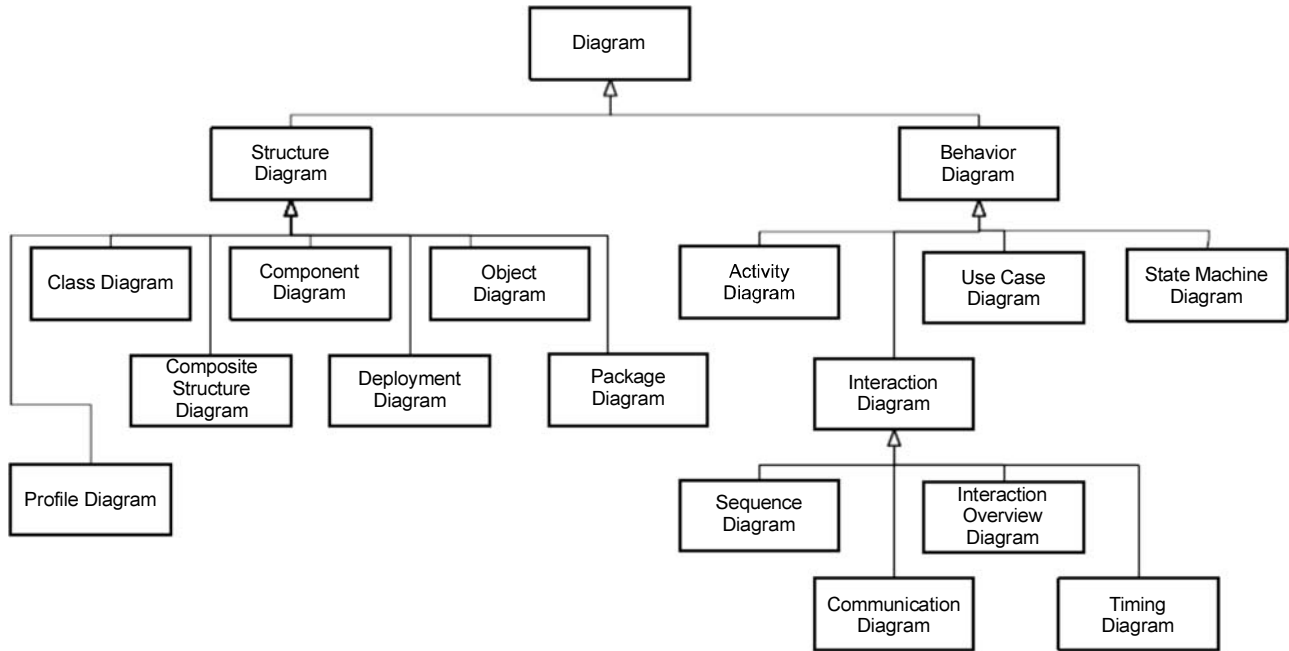 Diagram
Structure
Diagram
Behavior
Diagram
Class Diagram
Component
Diagram
Object
Diagram
Activity
Diagram
Use Case
Diagram
State Machine
Diagram
Composite
Structure
Diagram
Deployment
Diagram
Package
Diagram
Interaction
Diagram
Profile Diagram
Sequence
Diagram
Interaction
Overview
Diagram
Communication
Diagram
Timing
Diagram